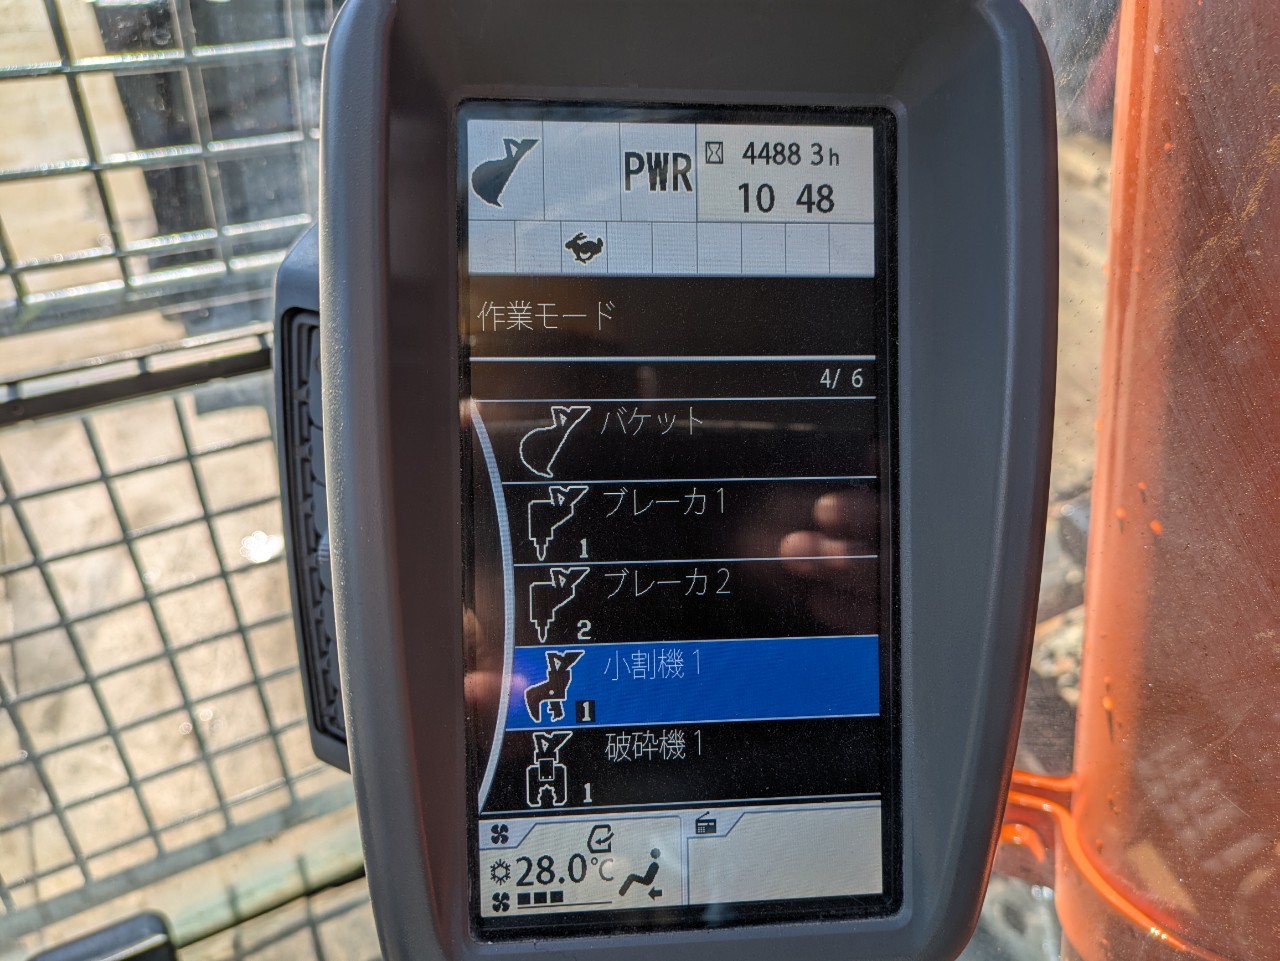 PWR
4488 3h
10 48
作業モード
4/ 6
バケット
ブレーカ1
1
ブレーカ2
2
小割機1
1
破砕機1
1
28.0℃